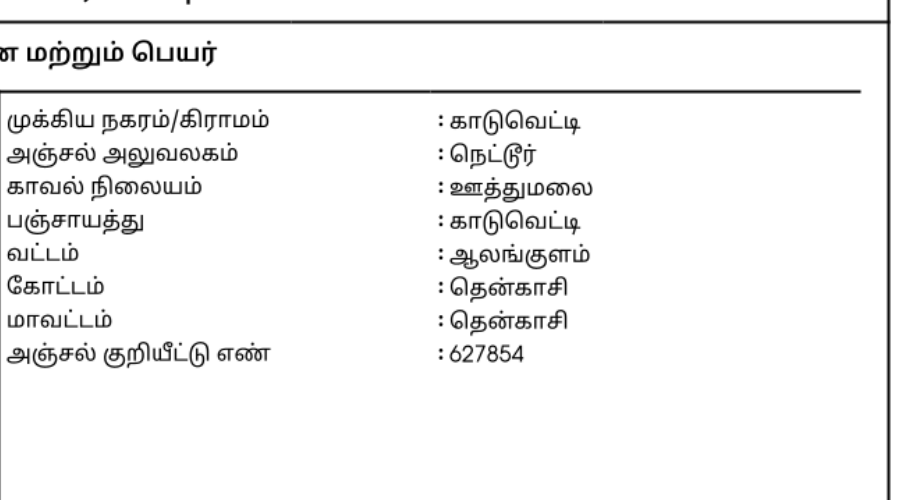 மற்றும் பெயர்
முக்கிய நகரம்/கிராமம் : காடுவெட்டி
அஞ்சல் அலுவலகம் : நெட்டூர்
காவல் நிலையம் : ஊத்துமலை
பஞ்சாயத்து : காடுவெட்டி
வட்டம் : ஆலங்குளம்
கோட்டம் : தென்காசி
மாவட்டம் : தென்காசி
அஞ்சல் குறியீட்டு எண் : 627854